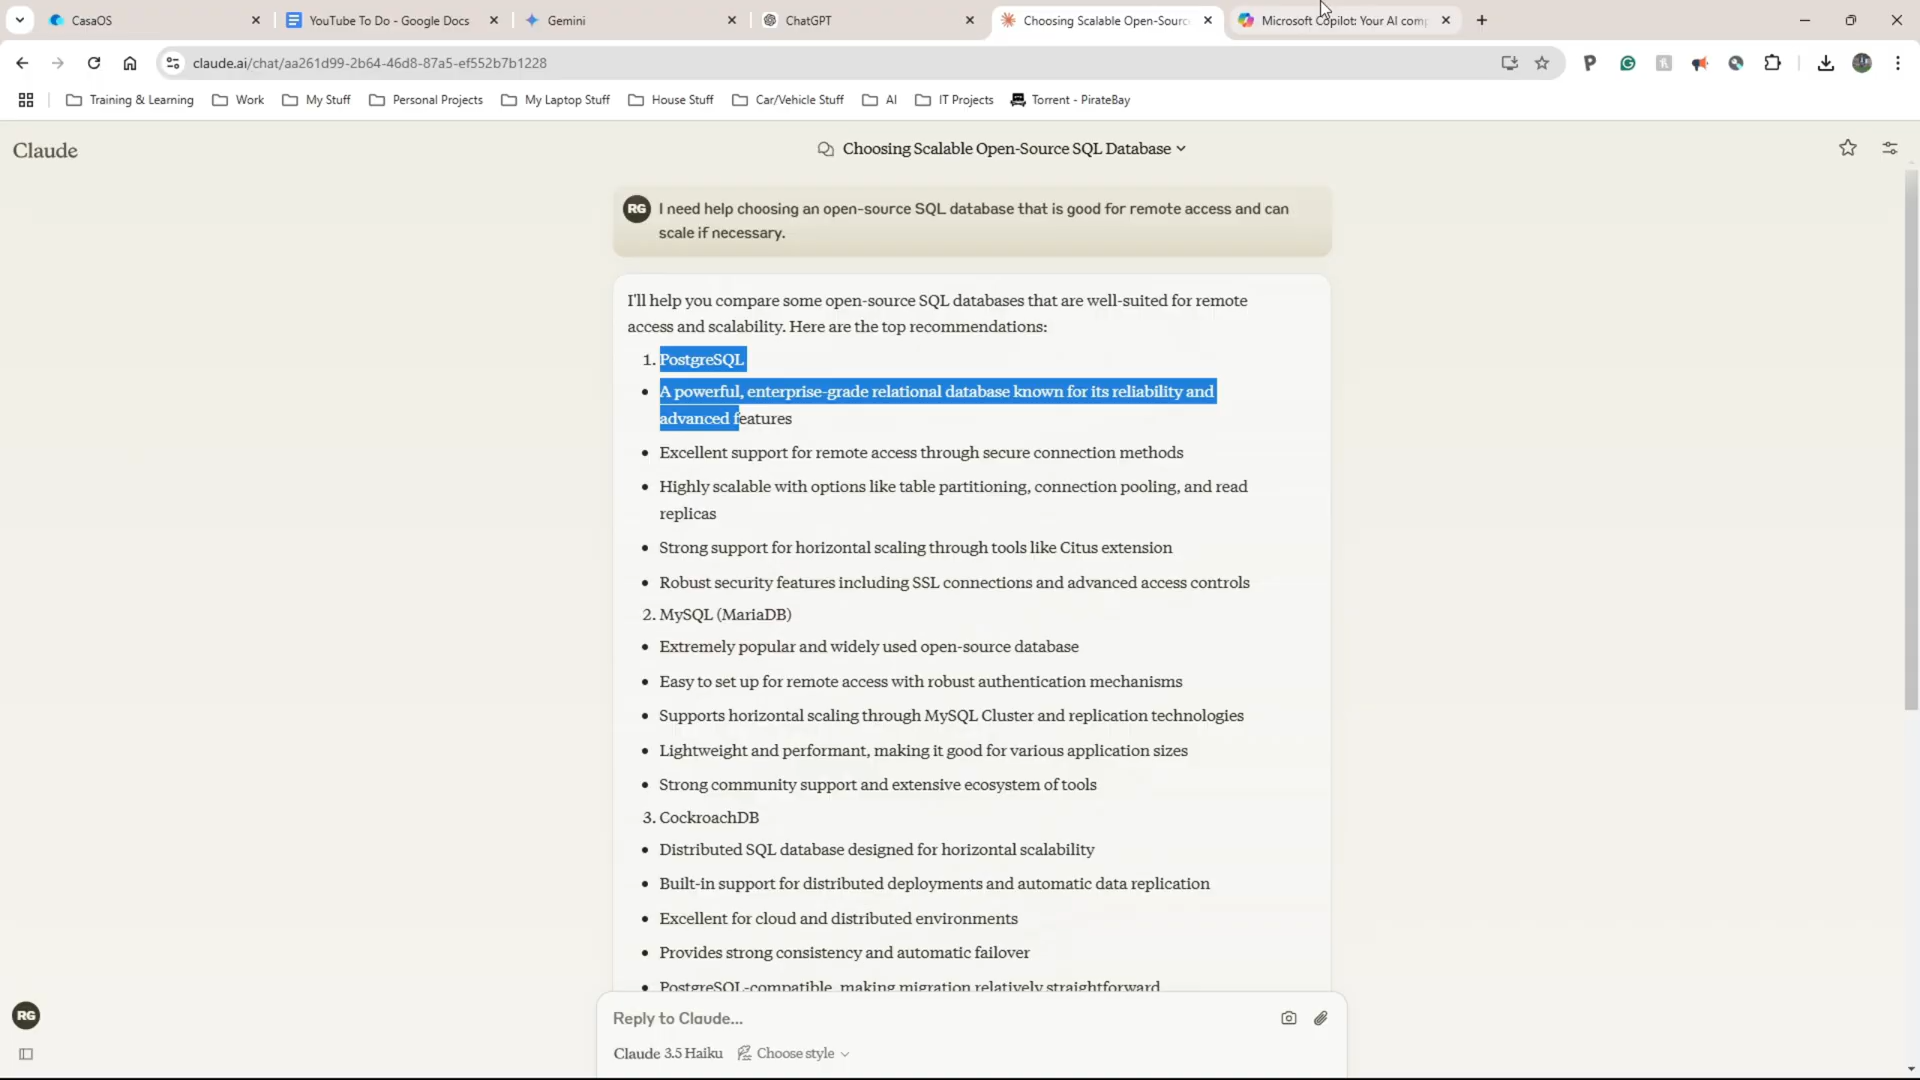 CasaOS
YouTube To Do - Google Docs
Gemini
ChatGPT
Choosing Scalable Open-Sourc
Microsoft Copilot: Your AI comp
claude.ai/chat/aa261d99-2b64-46d8-87a5-ef552b7b1228
Training & Learning
Work
My Stuff
Personal Projects
My Laptop Stuff
House Stuff
Car/Vehicle Stuff
AI
IT Projects
Torrent - PirateBay
Claude
Choosing Scalable Open-Source SQL Database
RG
I need help choosing an open-source SQL database that is good for remote access and can
scale if necessary.
I'll help you compare some open-source SQL databases that are well-suited for remote
access and scalability. Here are the top recommendations:
1. PostgreSQL
• A powerful, enterprise-grade relational database known for its reliability and
advanced features
• Excellent support for remote access through secure connection methods
• Highly scalable with options like table partitioning, connection pooling, and read
replicas
• Strong support for horizontal scaling through tools like Citus extension
• Robust security features including SSL connections and advanced access controls
2. MySQL (MariaDB)
• Extremely popular and widely used open-source database
• Easy to set up for remote access with robust authentication mechanisms
• Supports horizontal scaling through MySQL Cluster and replication technologies
• Lightweight and performant, making it good for various application sizes
• Strong community support and extensive ecosystem of tools
3. CockroachDB
• Distributed SQL database designed for horizontal scalability
• Built-in support for distributed deployments and automatic data replication
• Excellent for cloud and distributed environments
• Provides strong consistency and automatic failover
• PostgreSQL-compatible, making migration relatively straightforward
RG
Reply to Claude...
Claude 3.5 Haiku
Choose style